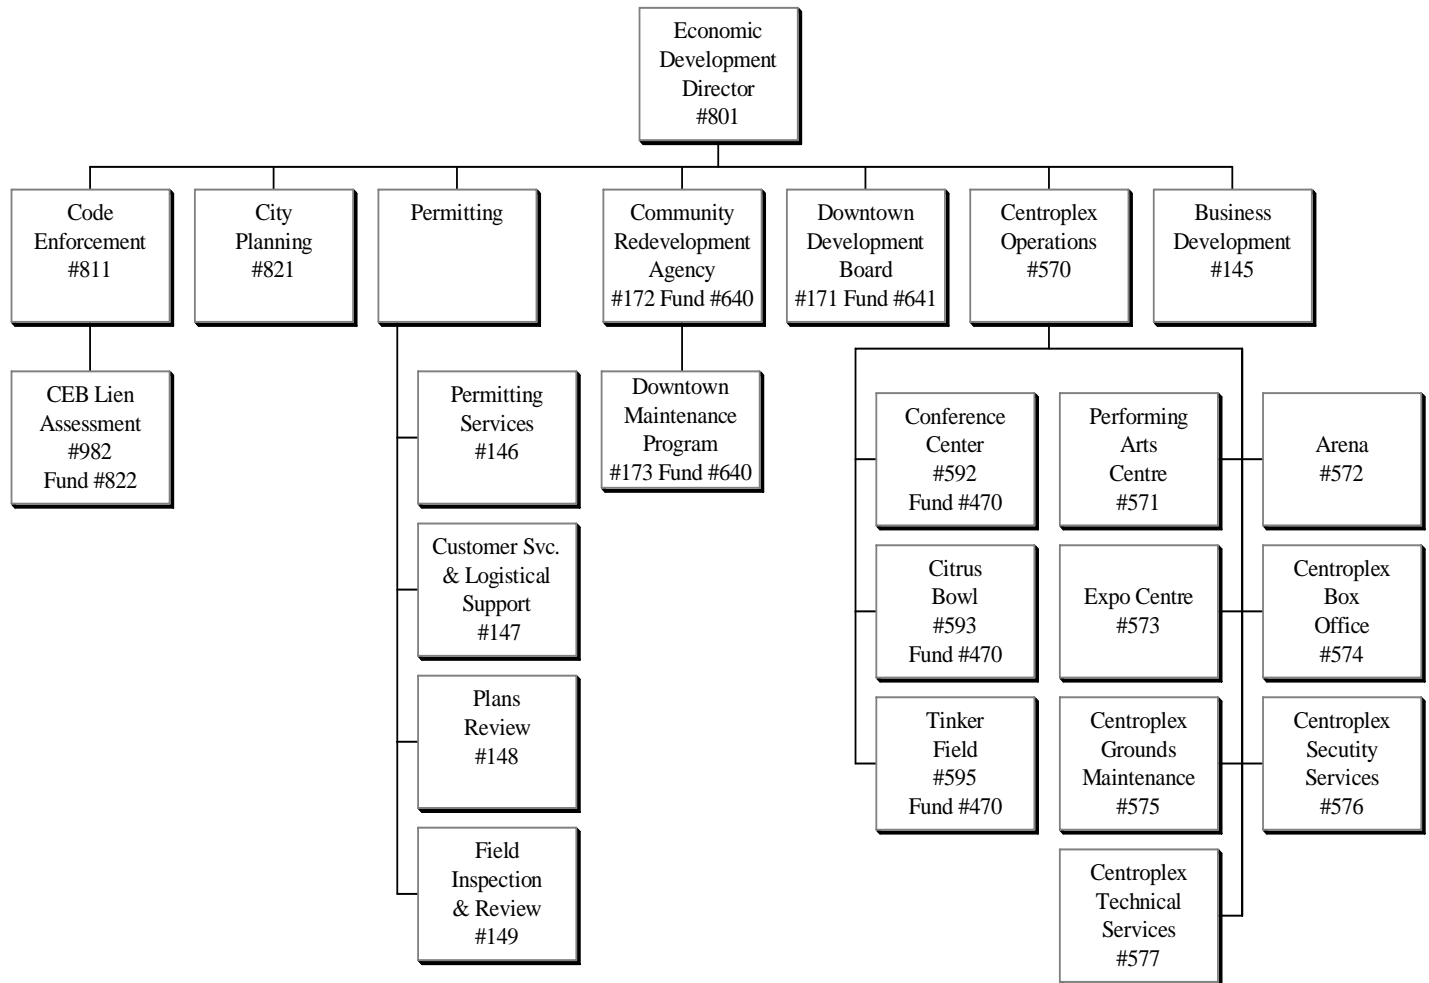 Economic
Development
Director
#801
Code
Enforcement
#811
City
Planning
#821
Permitting
Community
Redevelopment
Agency
#172 Fund #640
Downtown
Development
Board
#171 Fund #641
Centroplex
Operations
#570
Business
Development
#145
CEB Lien
Assessment
#982
Fund #822
Permitting
Services
#146
Customer Svc.
& Logistical
Support
#147
Plans
Review
#148
Field
Inspection
& Review
#149
Downtown
Maintenance
Program
#173 Fund #640
Conference
Center
#592
Fund #470
Performing
Arts
Centre
#571
Arena
#572
Citrus
Bowl
#593
Fund #470
Expo Centre
#573
Centroplex
Box
Office
#574
Tinker
Field
#595
Fund #470
Centroplex
Grounds
Maintenance
#575
Centroplex
Secutity
Services
#576
Centroplex
Technical
Services
#577